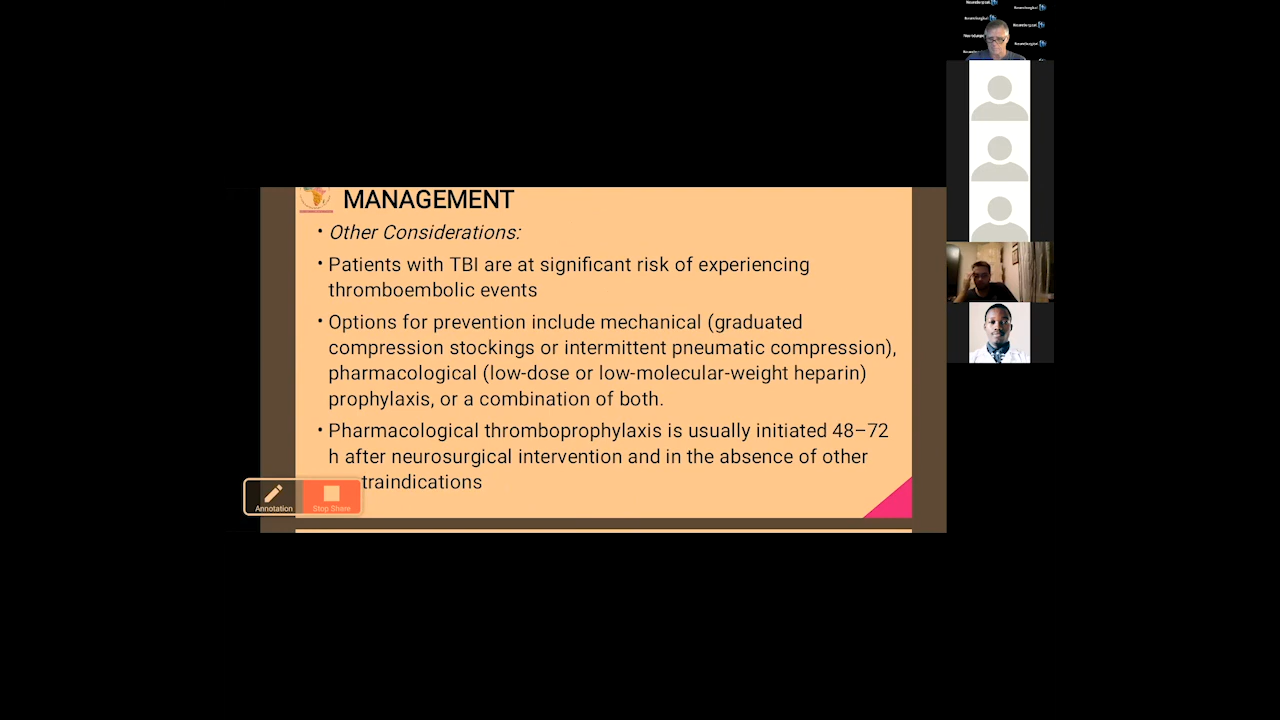 MANAGEMENT
• Other Considerations:
• Patients with TBI are at significant risk of experiencing
thromboembolic events
• Options for prevention include mechanical (graduated
compression stockings or intermittent pneumatic compression),
pharmacological (low-dose or low-molecular-weight heparin)
prophylaxis, or a combination of both.
• Pharmacological thromboprophylaxis is usually initiated 48–72
h after neurosurgical intervention and in the absence of other
traindications
Annotation
Stop Share